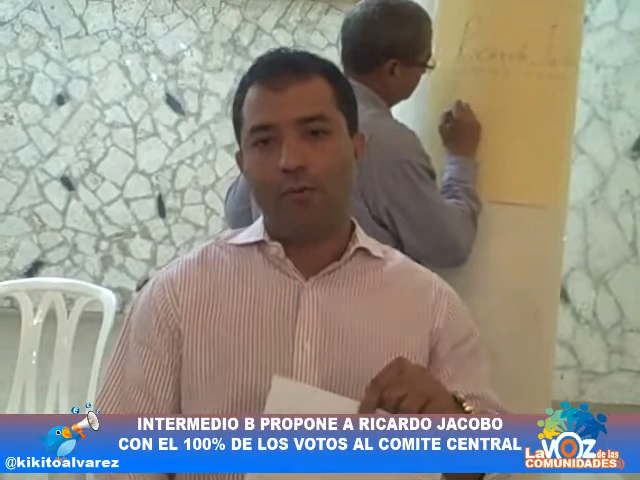 Ricardo
INTERMEDIO B PROPONE A RICARDO JACOBO
CON EL 100% DE LOS VOTOS AL COMITE CENTRAL
La VOZ de las
COMUNIDADES
@kikitoalvarez